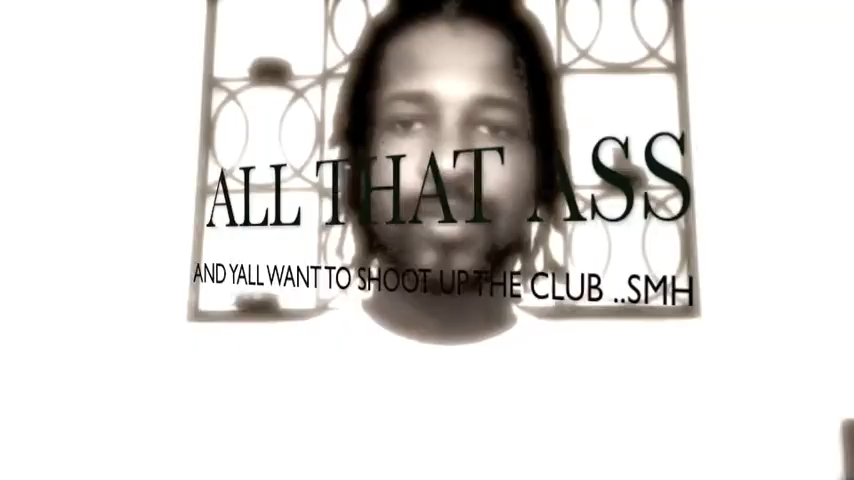 ALL THAT ASS
AND YALL WANT TO SHOOT UP THE CLUB ..SMH